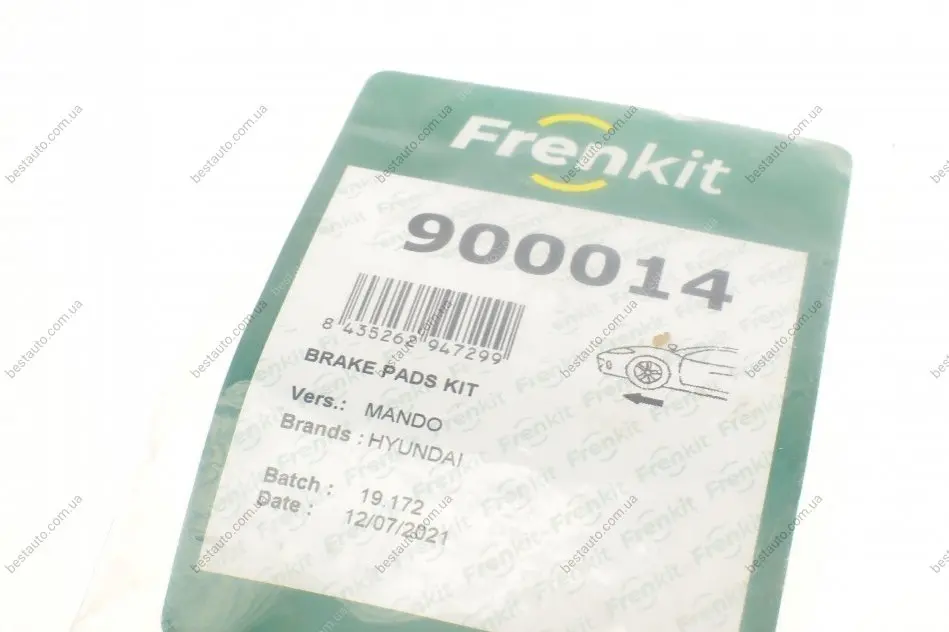 Frenkit
900014
8 435262 947299
BRAKE PADS KIT
Vers.: MANDO
Brands : HYUNDAI
Batch : 19.172
Date : 12/07/2021
bestauto.com.ua